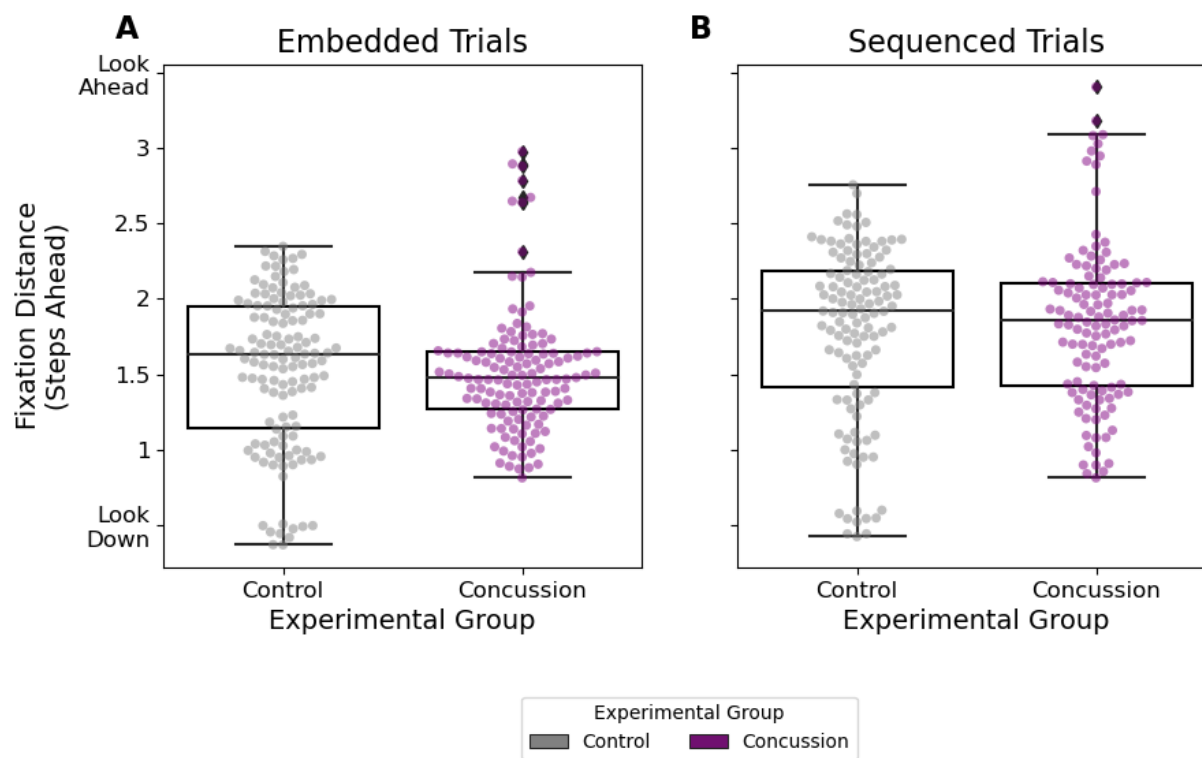 A
Embedded Trials
B
Sequenced Trials
Look
Ahead
3
2.5
2
1.5
1
Look
Down
Fixation Distance
(Steps Ahead)
Control
Concussion
Experimental Group
Control
Concussion
Experimental Group
Experimental Group
Control
Concussion